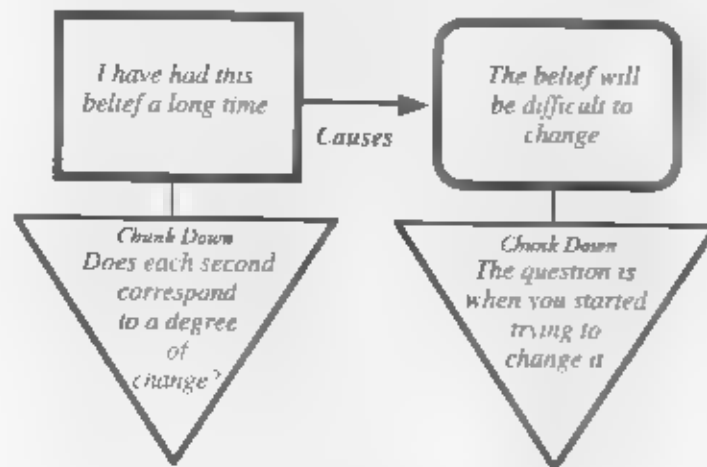 I have had this
belief a long time
Causes
The belief will
be difficult to
change
Chunk Down
Does each second
correspond
to a degree
of
change?
Chunk Down
The question is
when you started
trying to
change it